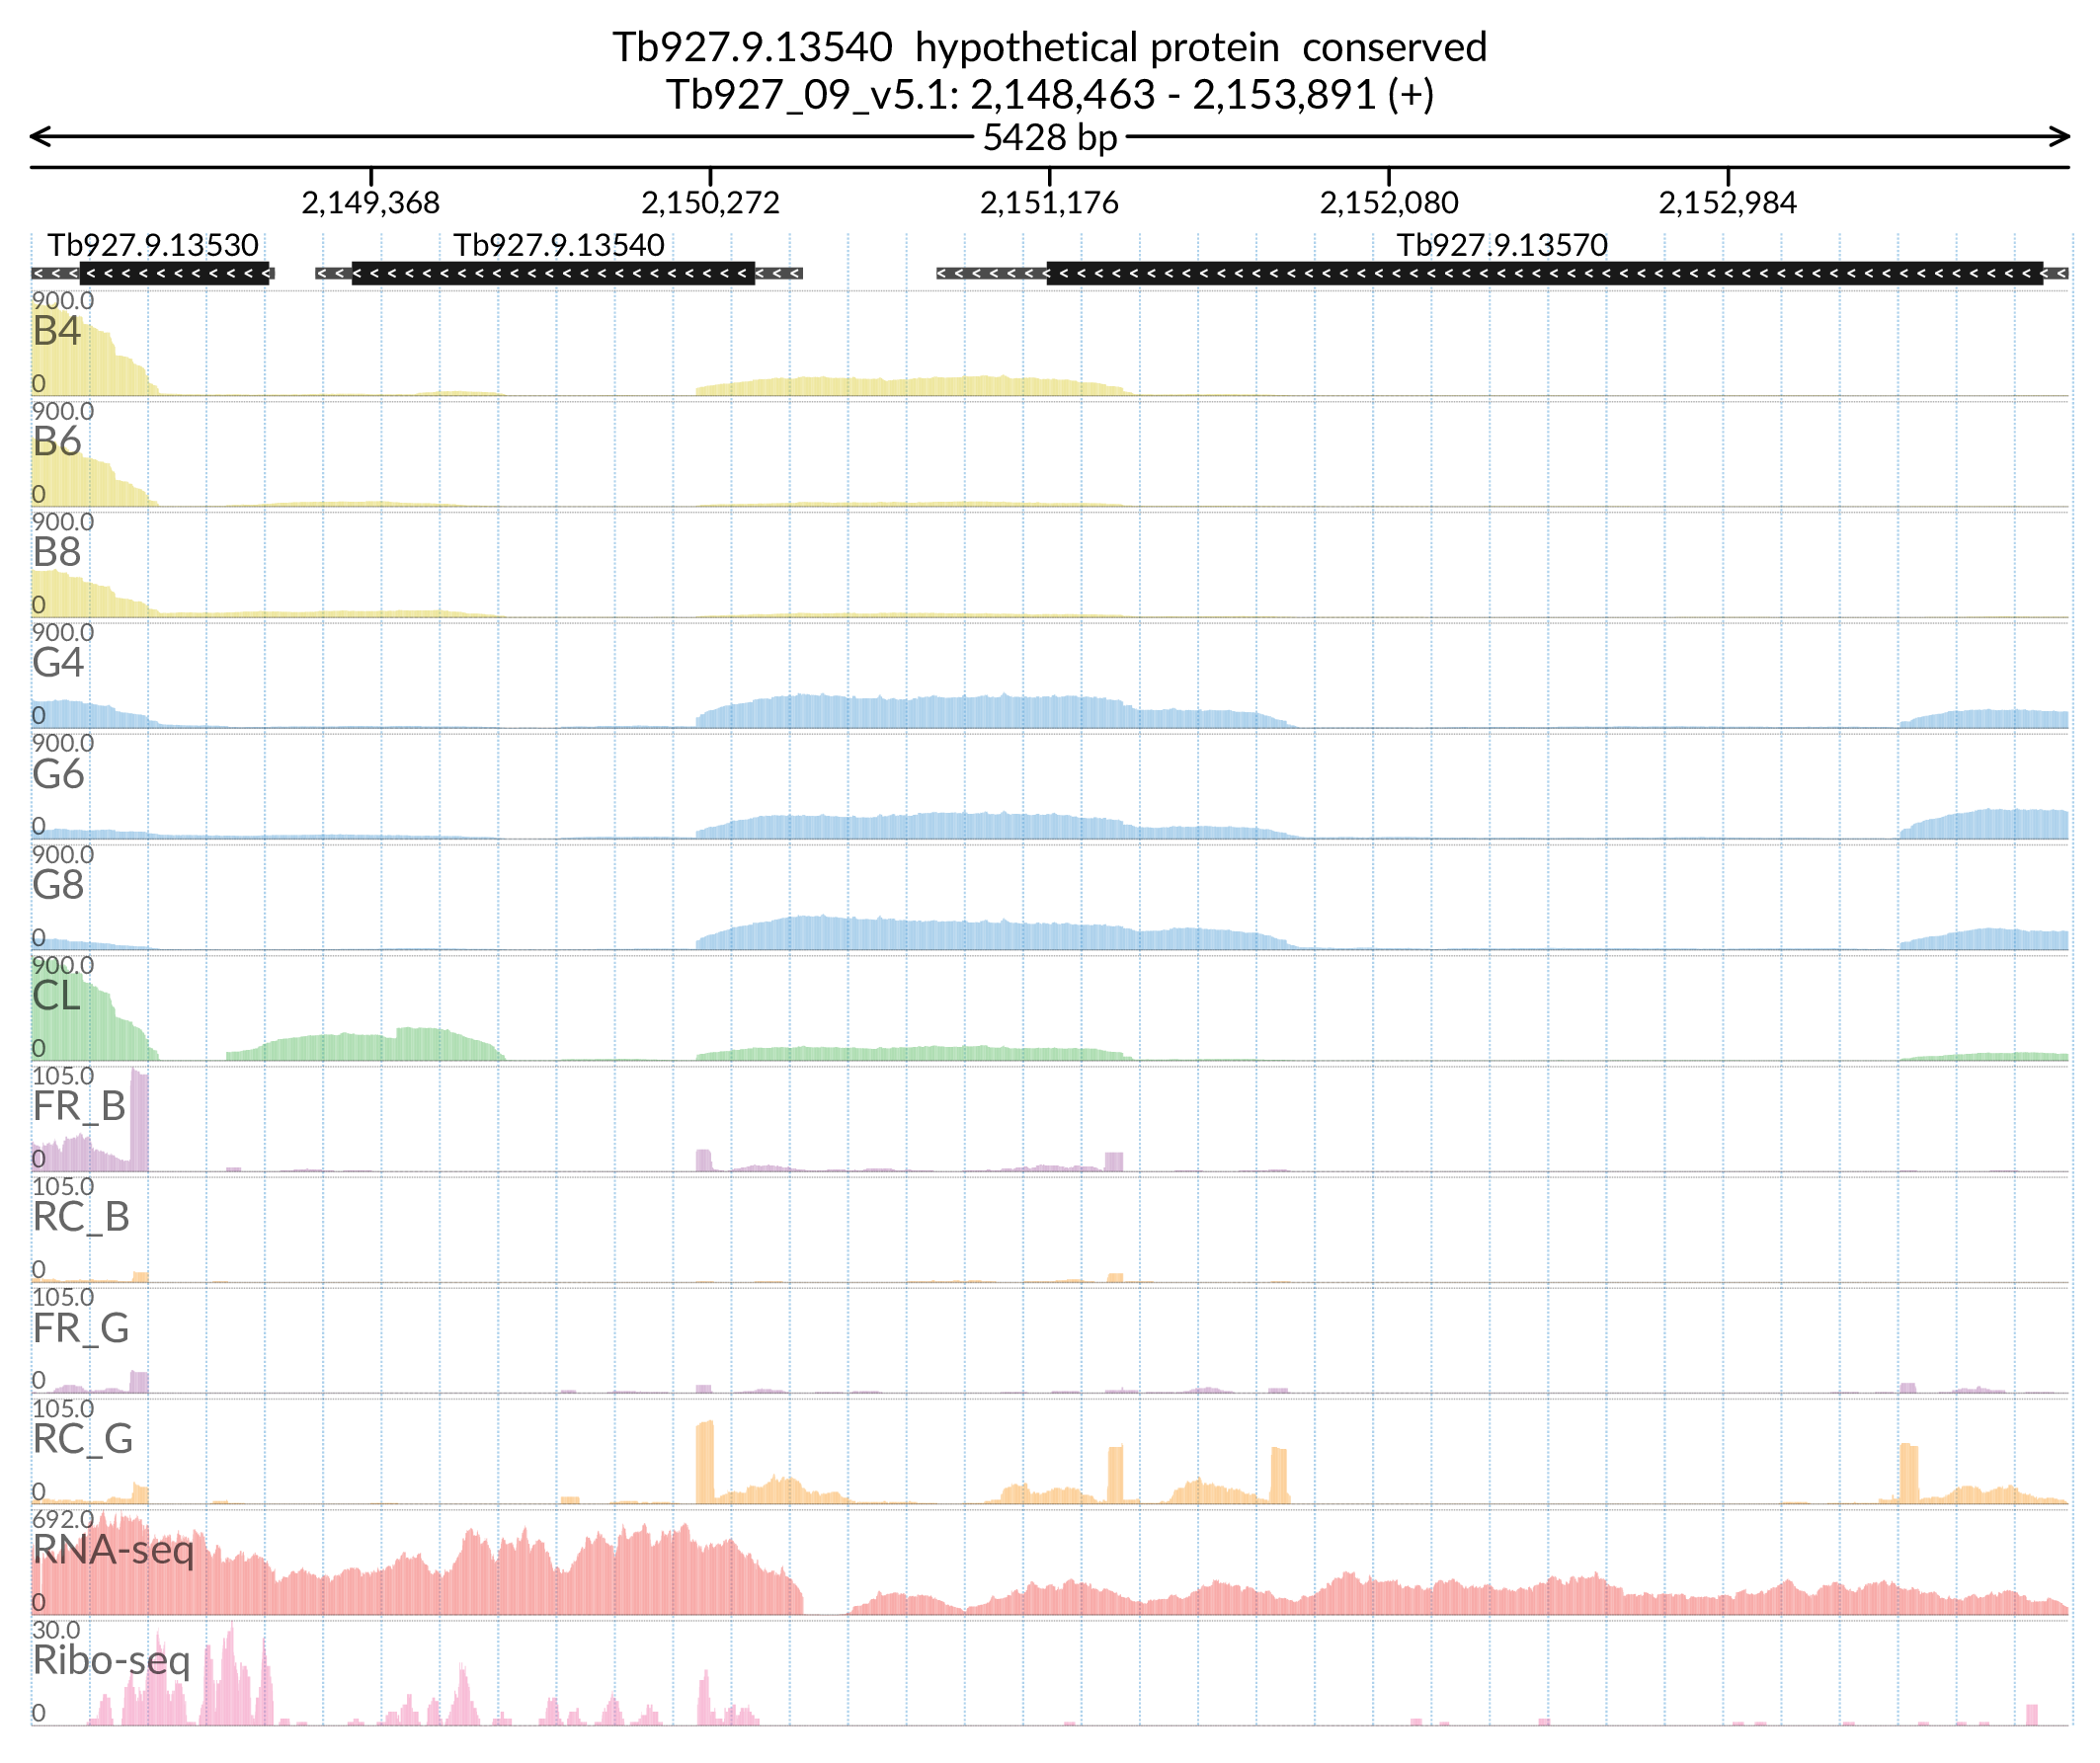 Tb927.9.13540 hypothetical protein conserved
Tb927_09_v5.1: 2,148,463 - 2,153,891 (+)
5428 bp
2,149,368 2,150,272 2,151,176 2,152,080 2,152,984
Tb927.9.13530 Tb927.9.13540 Tb927.9.13570
900.0
B4
0
900.0
B6
0
900.0
B8
0
900.0
G4
0
900.0
G6
0
900.0
G8
0
900.0
CL
0
105.0
FR_B
0
105.0
RC_B
0
105.0
FR_G
0
105.0
RC_G
0
692.0
RNA-seq
0
30.0
Ribo-seq
0